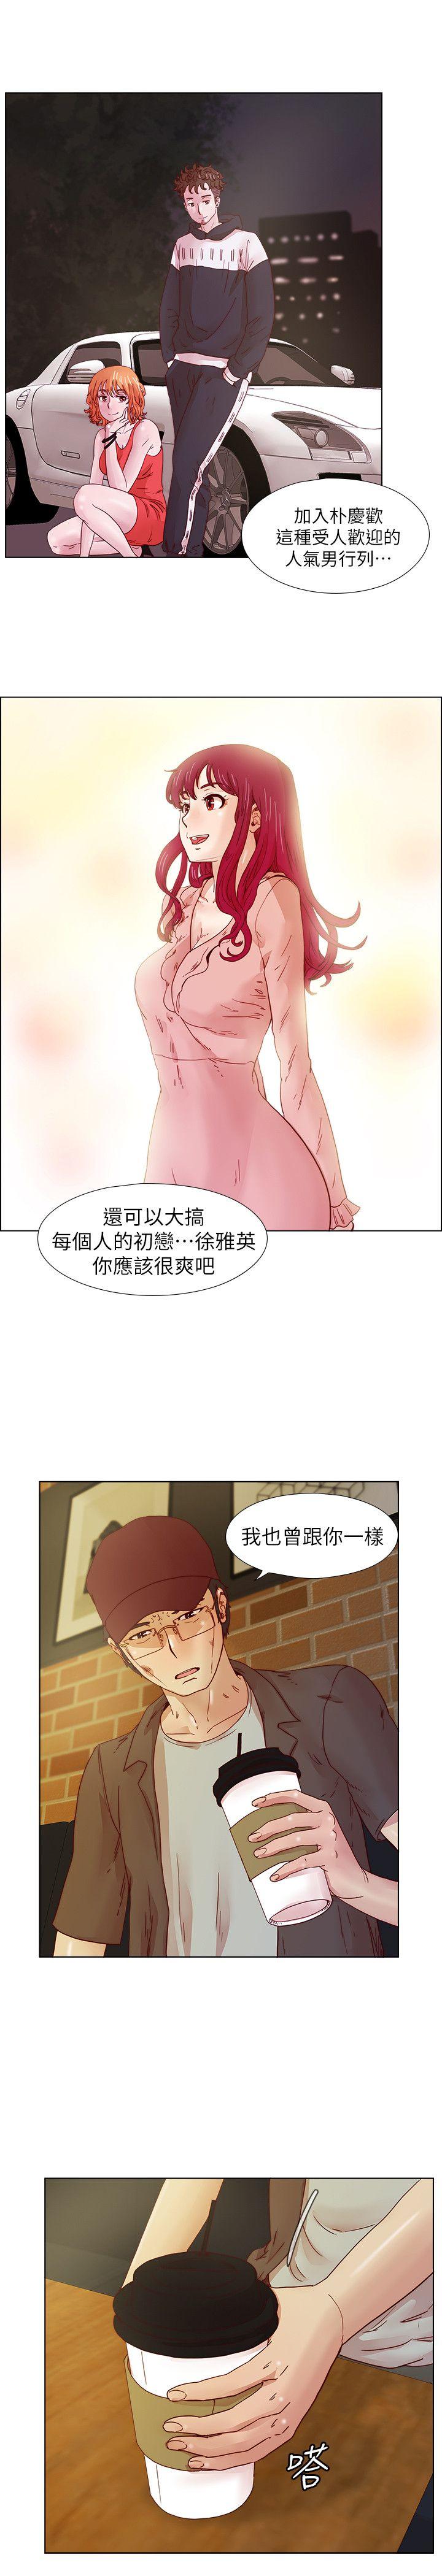 加入朴慶歡
這種受人歡迎的
人氣男行列…
還可以大搞
每個人的初戀…徐雅英
你應該很爽吧
我也曾跟你一樣
嗒